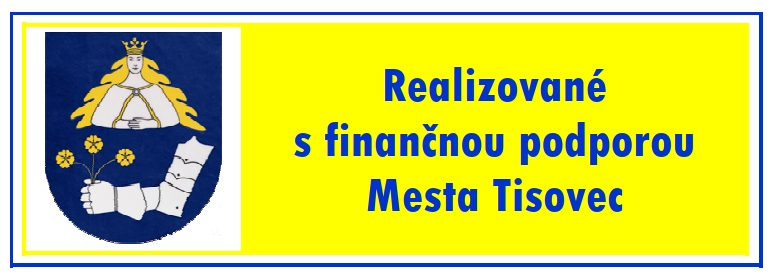 Realizované
s finančnou podporou
Mesta Tisovec